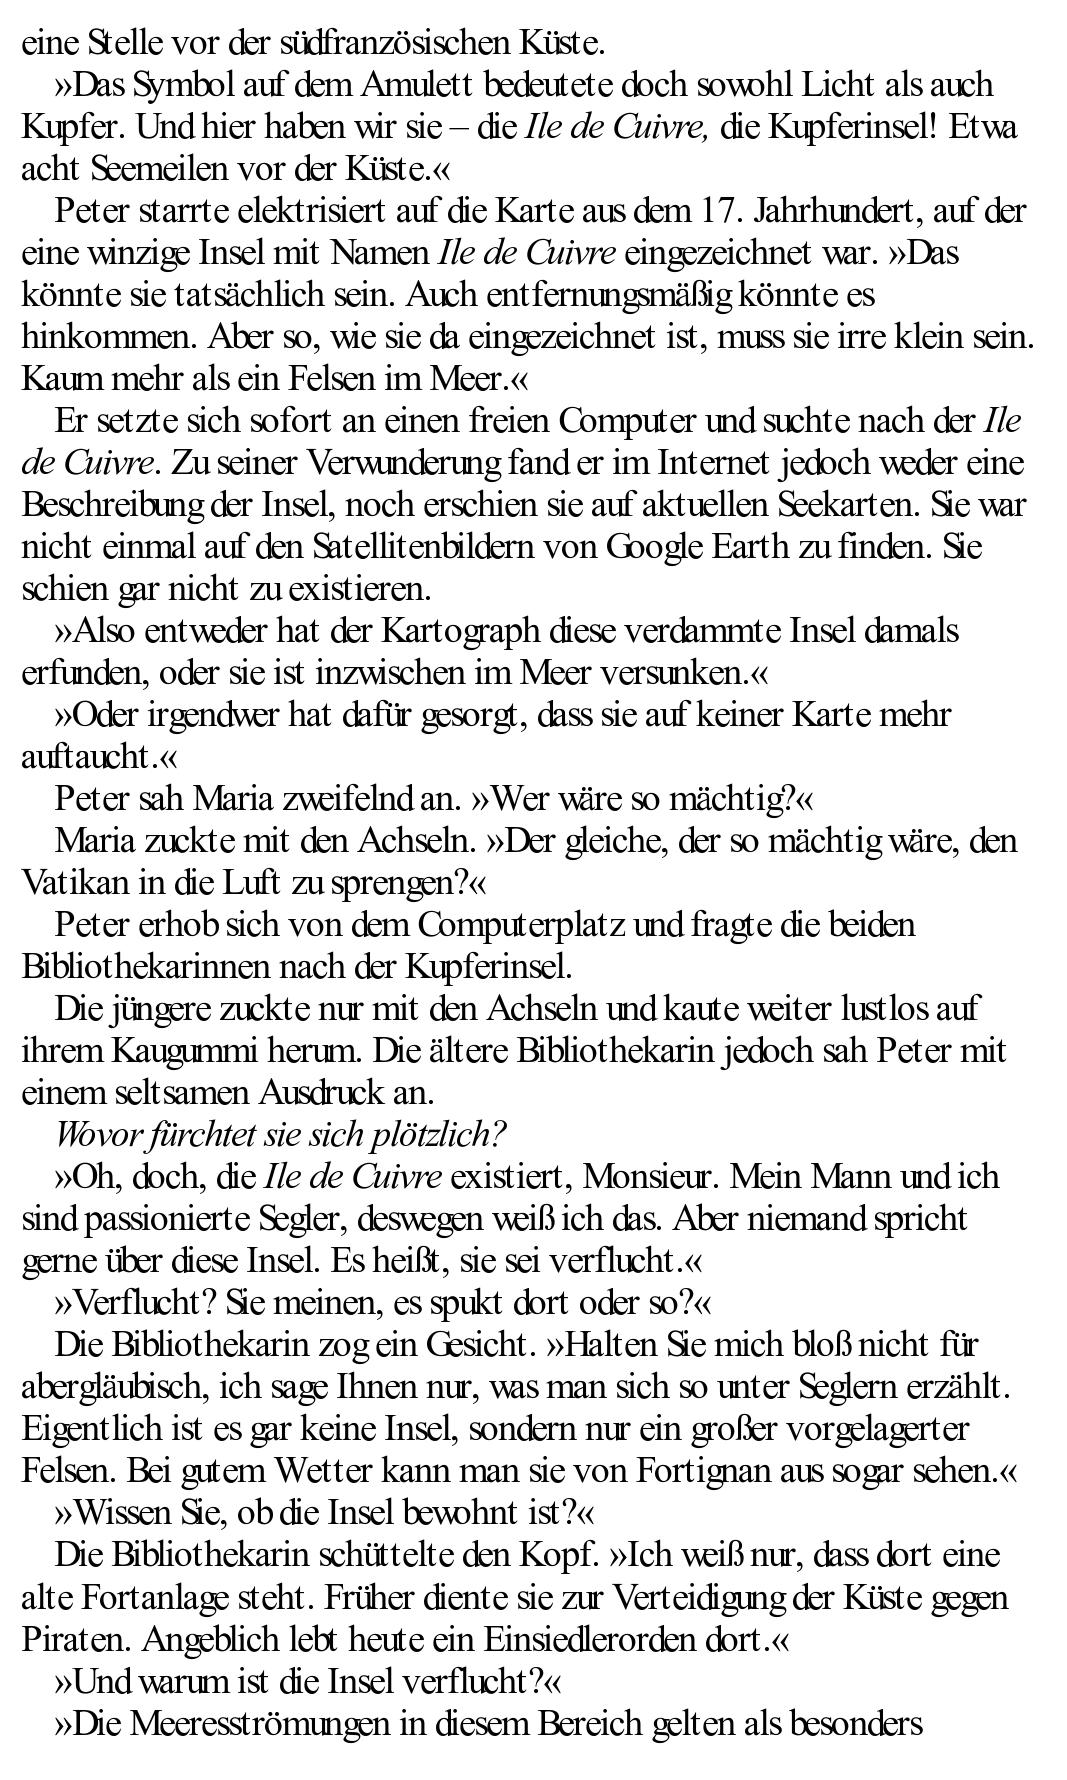 eine Stelle vor der südfranzösischen Küste.
»Das Symbol auf dem Amulett bedeutete doch sowohl Licht als auch
Kupfer. Und hier haben wir sie – die Ile de Cuivre, die Kupferinsel! Etwa
acht Seemeilen vor der Küste.«
Peter starrte elektrisiert auf die Karte aus dem 17. Jahrhundert, auf der
eine winzige Insel mit Namen Ile de Cuivre eingezeichnet war. »Das
könnte sie tatsächlich sein. Auch entfernungsmäßig könnte es
hinkommen. Aber so, wie sie da eingezeichnet ist, muss sie irre klein sein.
Kaum mehr als ein Felsen im Meer.«
Er setzte sich sofort an einen freien Computer und suchte nach der Ile
de Cuivre. Zu seiner Verwunderung fand er im Internet jedoch weder eine
Beschreibung der Insel, noch erschien sie auf aktuellen Seekarten. Sie war
nicht einmal auf den Satellitenbildern von Google Earth zu finden. Sie
schien gar nicht zu existieren.
»Also entweder hat der Kartograph diese verdammte Insel damals
erfunden, oder sie ist inzwischen im Meer versunken.«
»Oder irgendwer hat dafür gesorgt, dass sie auf keiner Karte mehr
auftaucht.«
Peter sah Maria zweifelnd an. »Wer wäre so mächtig?«
Maria zuckte mit den Achseln. »Der gleiche, der so mächtig wäre, den
Vatikan in die Luft zu sprengen?«
Peter erhob sich von dem Computerplatz und fragte die beiden
Bibliothekarinnen nach der Kupferinsel.
Die jüngere zuckte nur mit den Achseln und kaute weiter lustlos auf
ihrem Kaugummi herum. Die ältere Bibliothekarin jedoch sah Peter mit
einem seltsamen Ausdruck an.
Wovor fürchtet sie sich plötzlich?
»Oh, doch, die Ile de Cuivre existiert, Monsieur. Mein Mann und ich
sind passionierte Segler, deswegen weiß ich das. Aber niemand spricht
gerne über diese Insel. Es heißt, sie sei verflucht.«
»Verflucht? Sie meinen, es spukt dort oder so?«
Die Bibliothekarin zog ein Gesicht. »Halten Sie mich bloß nicht für
abergläubisch, ich sage Ihnen nur, was man sich so unter Seglern erzählt.
Eigentlich ist es gar keine Insel, sondern nur ein großer vorgelagerter
Felsen. Bei gutem Wetter kann man sie von Fortignan aus sogar sehen.«
»Wissen Sie, ob die Insel bewohnt ist?«
Die Bibliothekarin schüttelte den Kopf. »Ich weiß nur, dass dort eine
alte Fortanlage steht. Früher diente sie zur Verteidigung der Küste gegen
Piraten. Angeblich lebt heute ein Einsiedlerorden dort.«
»Und warum ist die Insel verflucht?«
»Die Meeresströmungen in diesem Bereich gelten als besonders